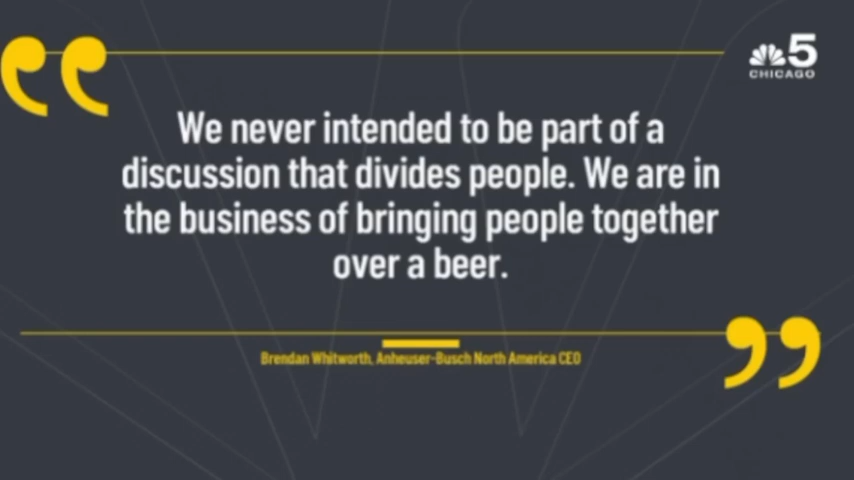 5
CHICAGO
We never intended to be part of a
discussion that divides people. We are in
the business of bringing people together
over a beer.
Brendan Whitworth, Anheuser-Busch North America CEO